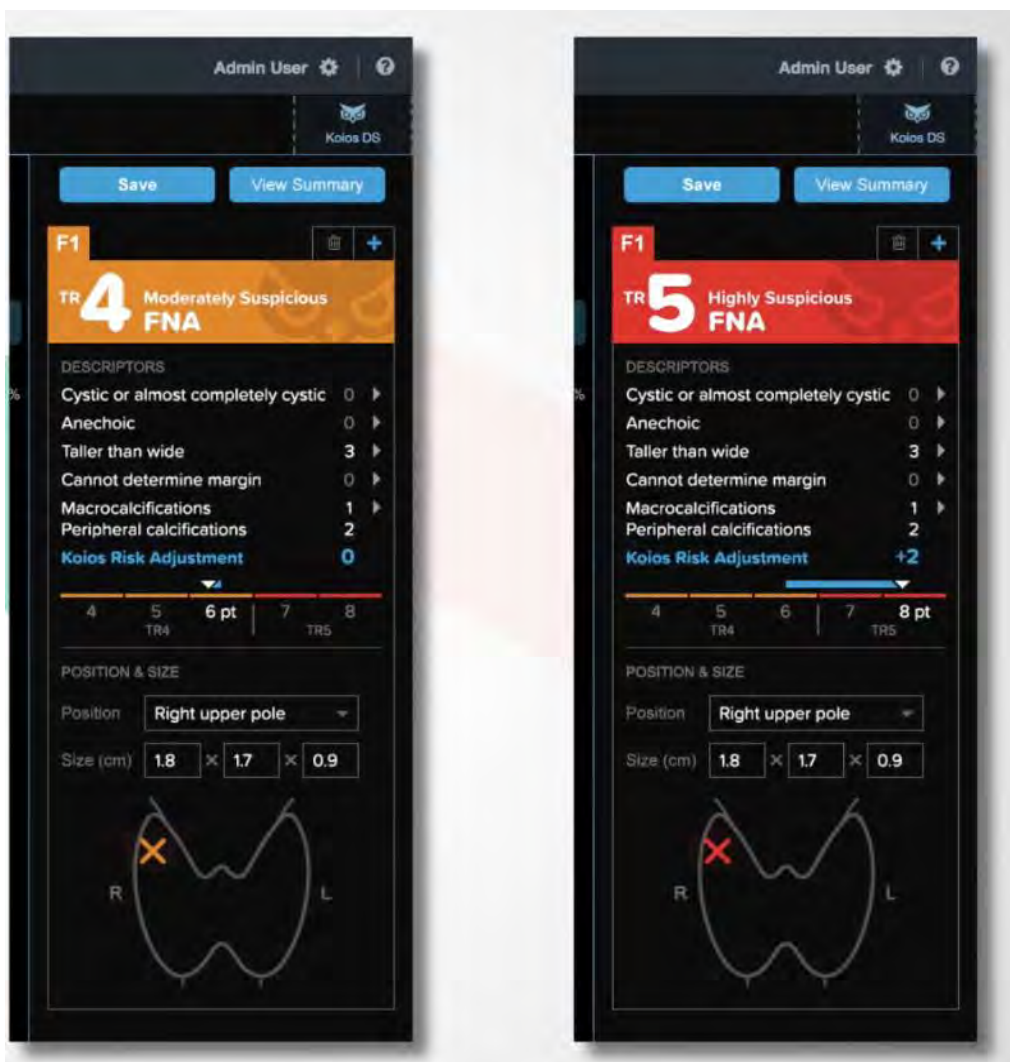 Admin User
Koios DS
Save View Summary
F1
TR 4 Moderately Suspicious
FNA
DESCRIPTORS
Cystic or almost completely cystic 0
Anechoic 0
Taller than wide 3
Cannot determine margin 0
Macrocalcifications 1
Peripheral calcifications 2
Koios Risk Adjustment 0
4 5 6 pt 7 8
TR4 TR5
POSITION & SIZE
Position Right upper pole
Size (cm) 1.8 × 1.7 × 0.9
R L
%
Admin User
Koios DS
Save View Summary
F1
TR 5 Highly Suspicious
FNA
DESCRIPTORS
Cystic or almost completely cystic 0
Anechoic 0
Taller than wide 3
Cannot determine margin 0
Macrocalcifications 1
Peripheral calcifications 2
Koios Risk Adjustment +2
4 5 6 7 8 pt
TR4 TR5
POSITION & SIZE
Position Right upper pole
Size (cm) 1.8 × 1.7 × 0.9
R L
%